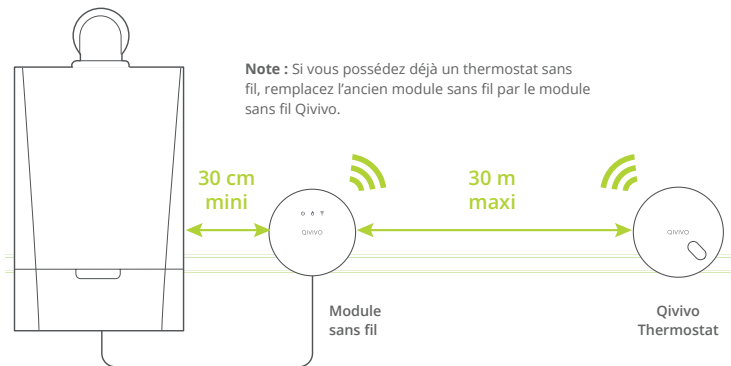 Note : Si vous possédez déjà un thermostat sans
fil, remplacez l’ancien module sans fil par le module
sans fil Qivivo.
30 cm
mini
30 m
maxi
QIVIVO
QIVIVO
Module
sans fil
Qivivo
Thermostat